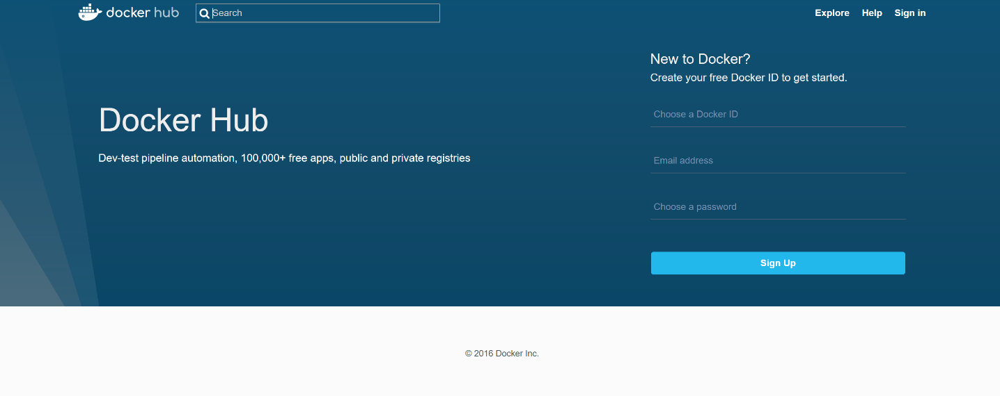 docker hub
Search
Explore Help Sign in
New to Docker?
Create your free Docker ID to get started.
Docker Hub
Dev-test pipeline automation, 100,000+ free apps, public and private registries
Choose a Docker ID
Email address
Choose a password
Sign Up
© 2016 Docker Inc.